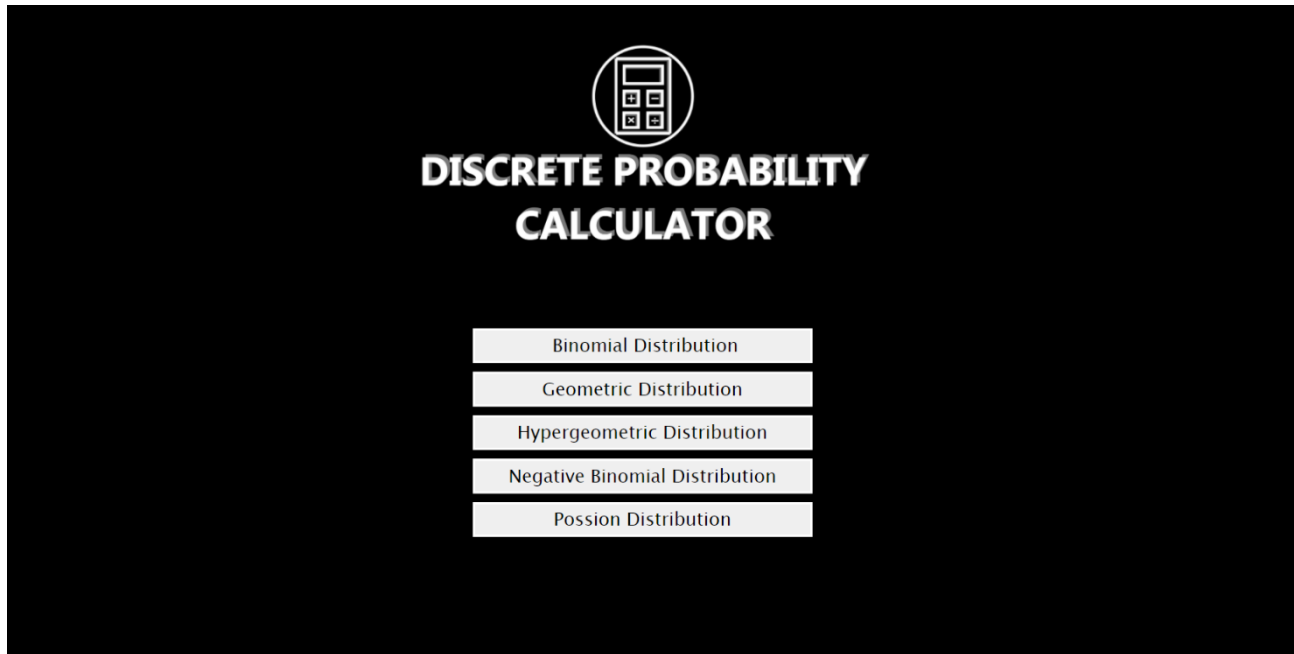 DISCRETE PROBABILITY
CALCULATOR
Binomial Distribution
Geometric Distribution
Hypergeometric Distribution
Negative Binomial Distribution
Possion Distribution